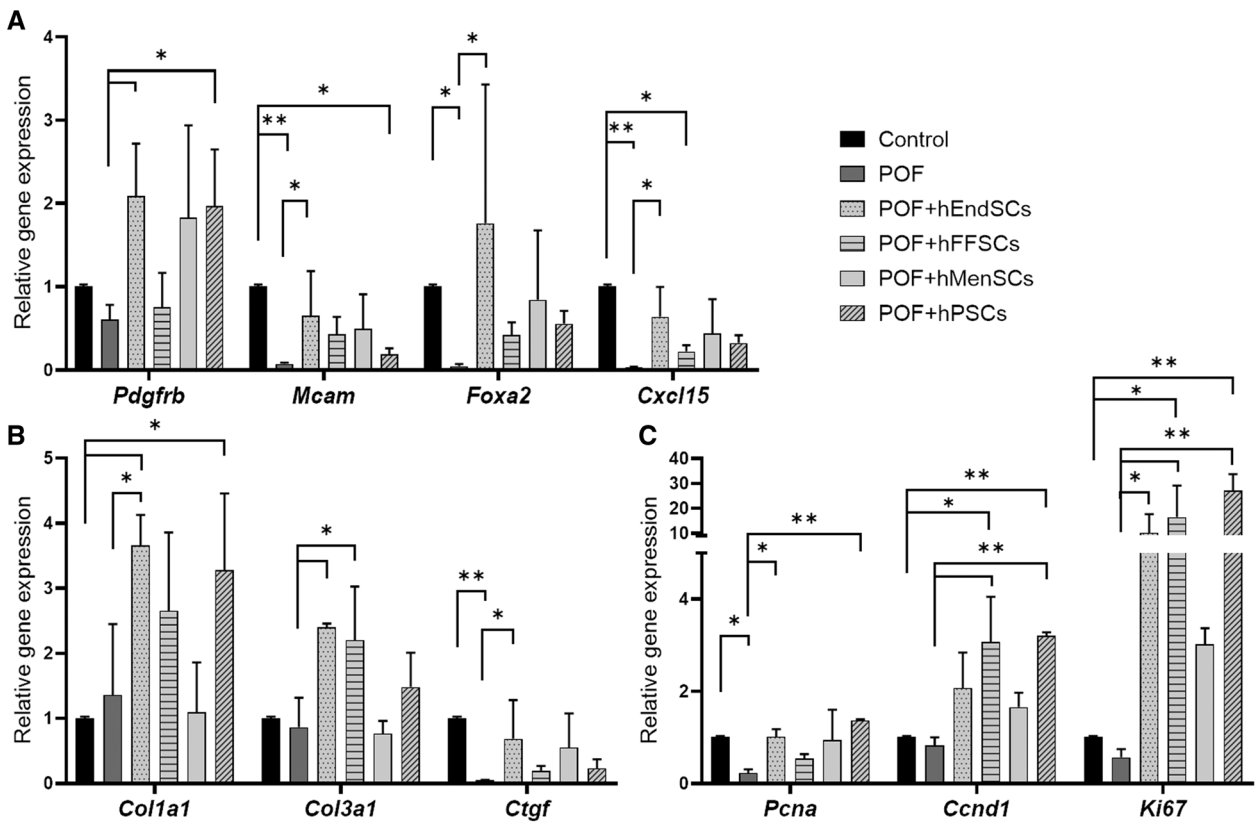 A
Relative gene expression
4
3
2
1
0
*
*
**
*
*
*
*
**
*
*
Pdgfrb
Mcam
Foxa2
Cxcl15
Control
POF
POF+hEndSCs
POF+hFFSCs
POF+hMenSCs
POF+hPSCs
B
Relative gene expression
5
4
3
2
1
0
*
*
*
**
*
Col1a1
Col3a1
Ctgf
C
Relative gene expression
40
30
20
10
4
2
0
*
*
**
**
*
**
**
*
**
*
Pcna
Ccnd1
Ki67